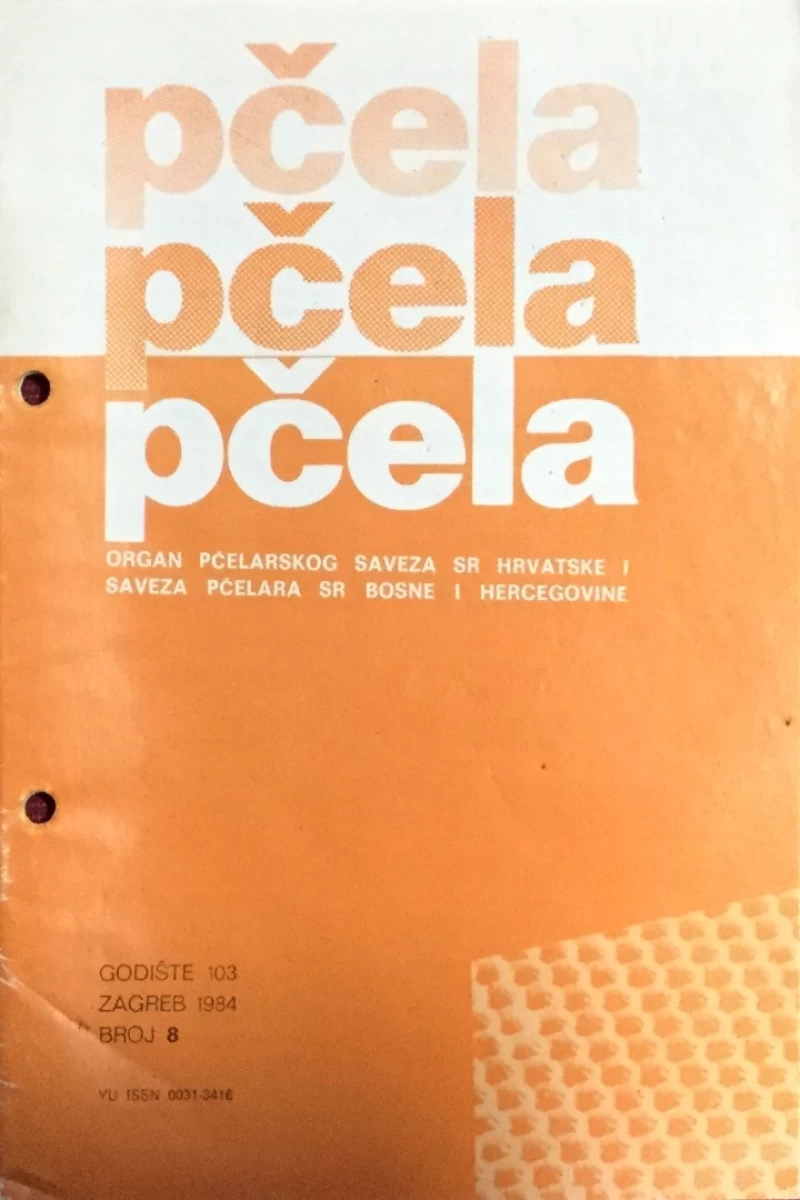 pčela
pčela
pčela
ORGAN PČELARSKOG SAVEZA SR HRVATSKE I
SAVEZA PČELARA SR BOSNE I HERCEGOVINE
GODIŠTE 103
ZAGREB 1984
BROJ 8
YU ISSN 0031-3416